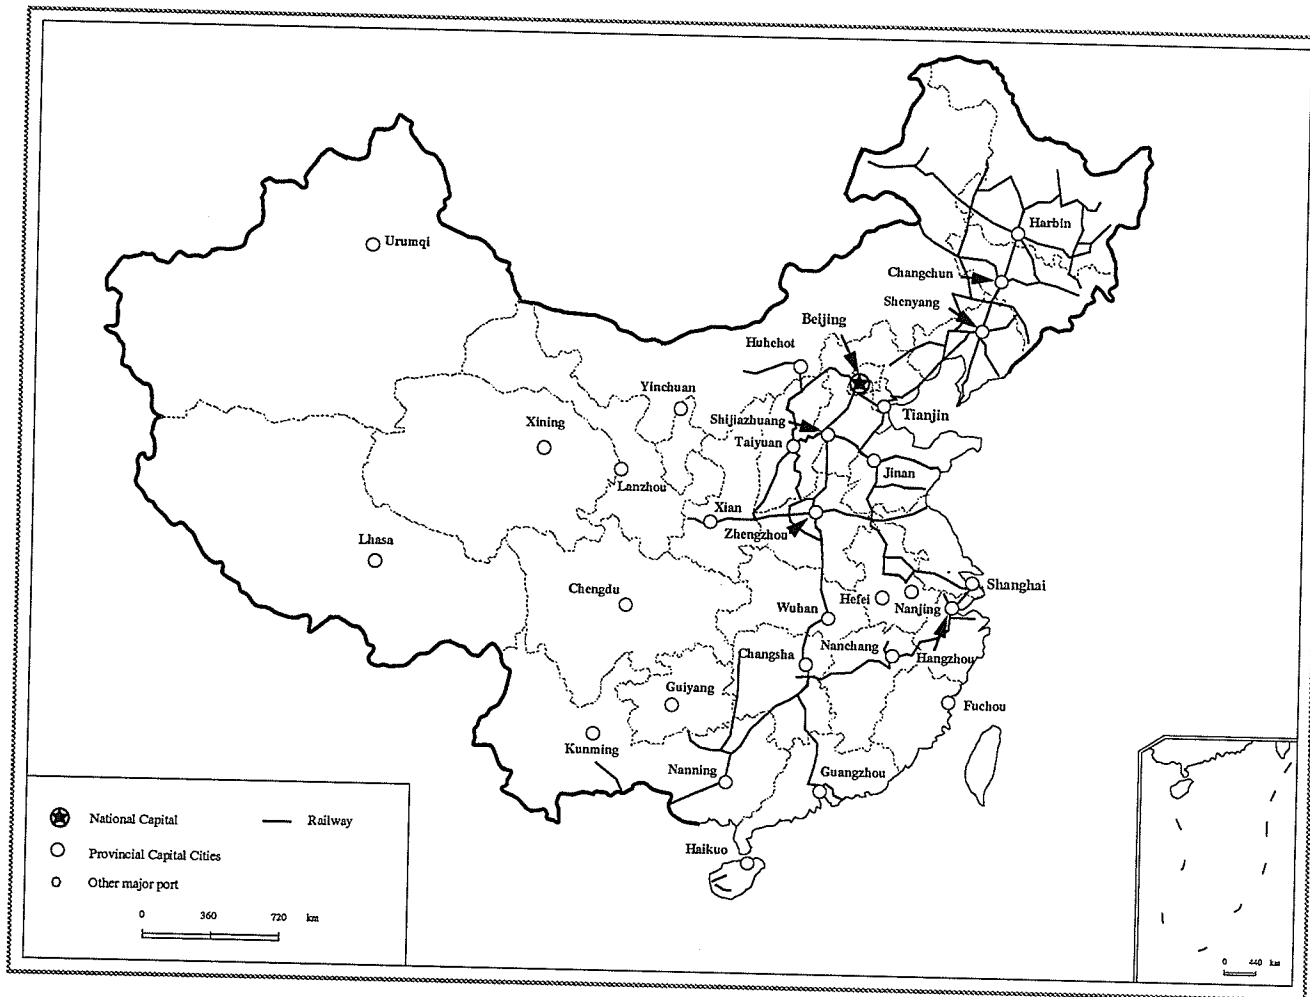 Harbin
Urumqi
Changchun
Shenyang
Beijing
Huhehot
Yinchuan
Tianjin
Shijiazhuang
Xining
Taiyuan
Jinan
Lanzhou
Xian
Zhengzhou
Lhasa
Shanghai
Chengdu
Hefei
Wuhan
Nanjing
Nanchang
Changsha
Hangzhou
Guiyang
Fuchou
Kunming
Nanning
Guangzhou
Haikuo
National Capital
Railway
Provincial Capital Cities
Other major port
0 360 720 km
0 440 km